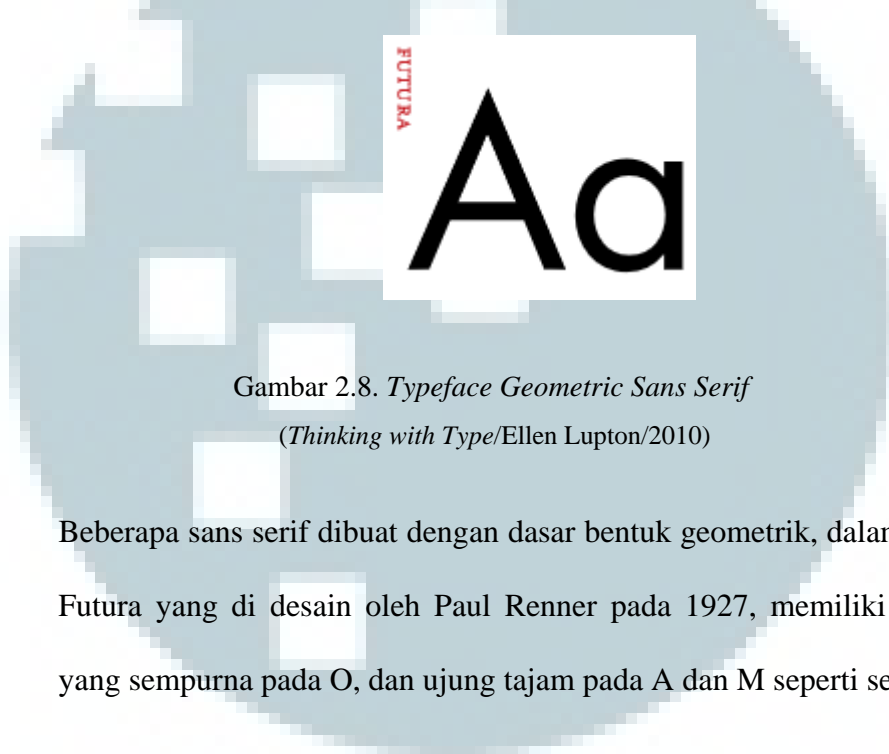 FUTURA
Aa
Gambar 2.8. Typeface Geometric Sans Serif
(Thinking with Type/Ellen Lupton/2010)
Beberapa sans serif dibuat dengan dasar bentuk geometrik,
Futura yang di desain oleh Paul Renner pada 1927, memiliki
yang sempurna pada O, dan ujung tajam pada A dan M seperti